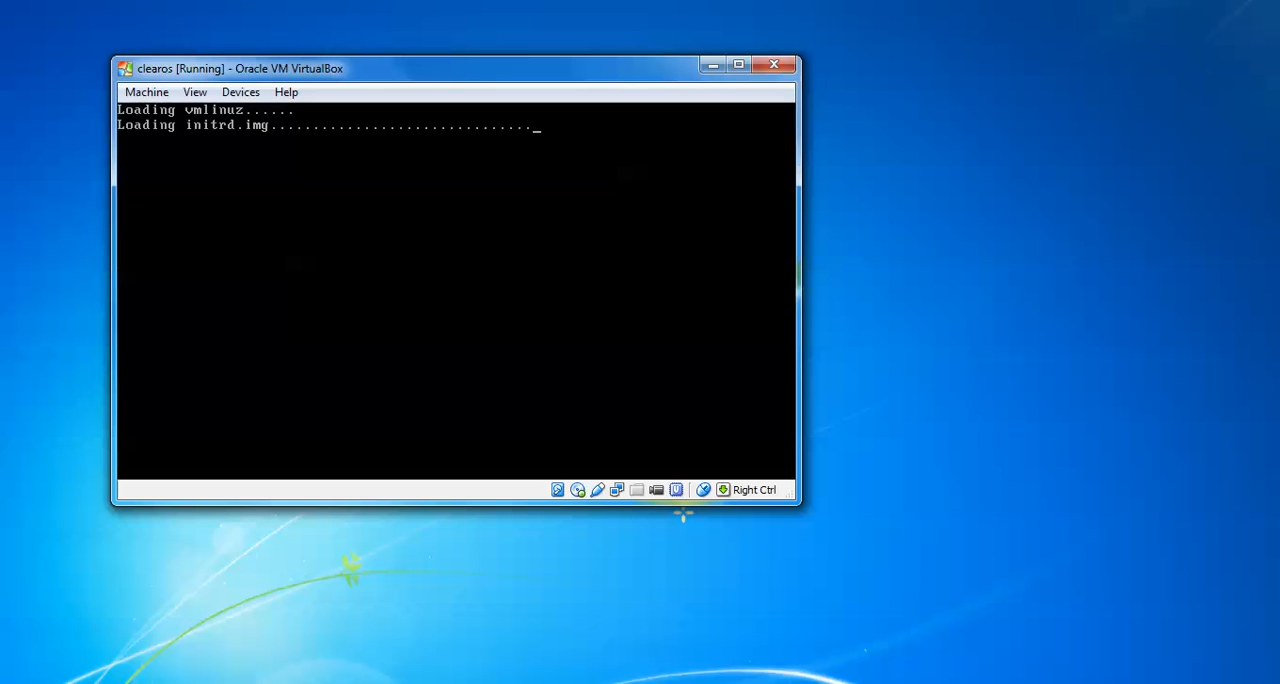 clearos [Running] - Oracle VM VirtualBox
Machine View Devices Help
Loading vmlinuz......
Loading initrd.img..............................._
Right Ctrl